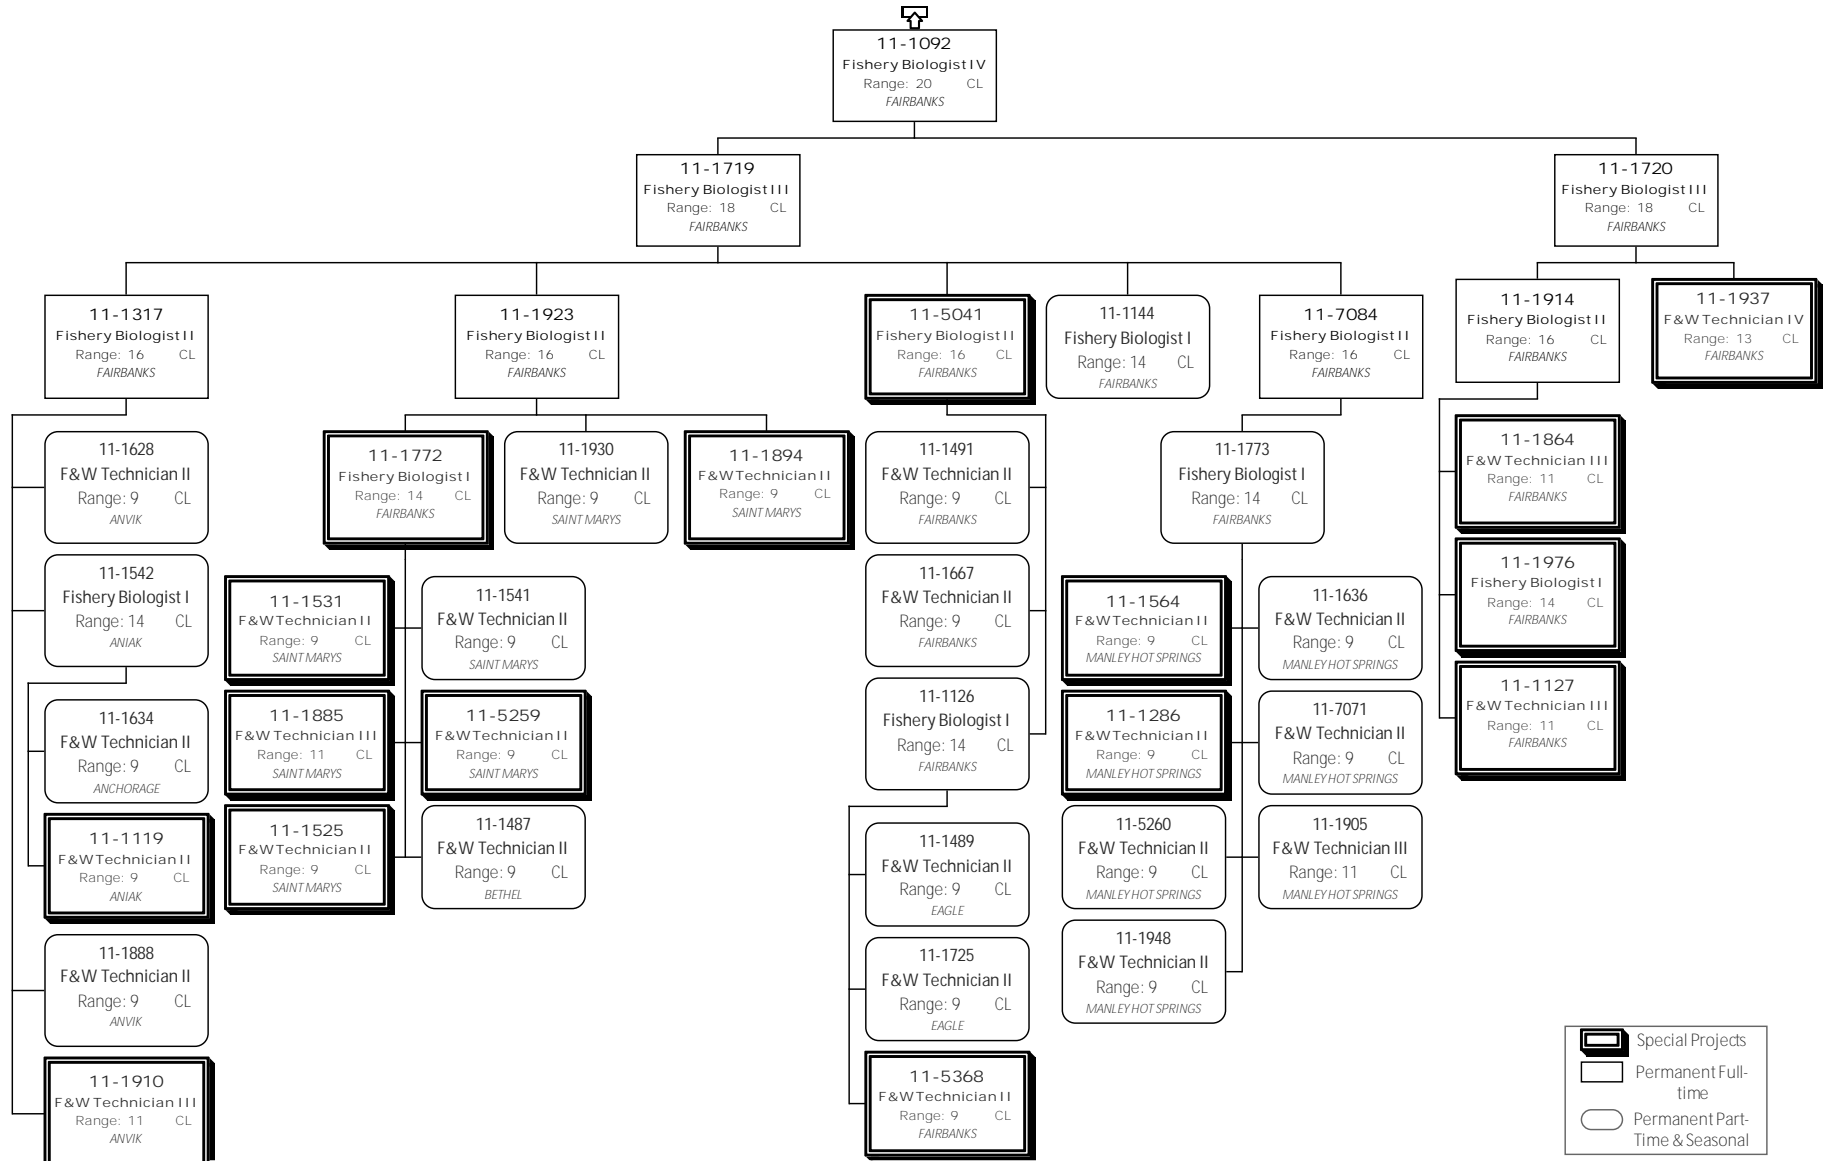 11-1092
Fishery Biologist IV
Range: 20 CL
FAIRBANKS
11-1719
Fishery Biologist III
Range: 18 CL
FAIRBANKS
11-1720
Fishery Biologist III
Range: 18 CL
FAIRBANKS
11-1317
Fishery Biologist II
Range: 16 CL
FAIRBANKS
11-1923
Fishery Biologist II
Range: 16 CL
FAIRBANKS
11-5041
Fishery Biologist II
Range: 16 CL
FAIRBANKS
11-1144
Fishery Biologist I
Range: 14 CL
FAIRBANKS
11-7084
Fishery Biologist II
Range: 16 CL
FAIRBANKS
11-1914
Fishery Biologist II
Range: 16 CL
FAIRBANKS
11-1937
F&W Technician IV
Range: 13 CL
FAIRBANKS
11-1628
F&W Technician II
Range: 9 CL
ANVIK
11-1542
Fishery Biologist I
Range: 14 CL
ANIAK
11-1634
F&W Technician II
Range: 9 CL
ANCHORAGE
11-1119
F&W Technician II
Range: 9 CL
ANIAK
11-1888
F&W Technician II
Range: 9 CL
ANVIK
11-1910
F&W Technician III
Range: 11 CL
ANVIK
11-1772
Fishery Biologist I
Range: 14 CL
FAIRBANKS
11-1930
F&W Technician II
Range: 9 CL
SAINT MARYS
11-1894
F&W Technician II
Range: 9 CL
SAINT MARYS
11-1531
F&W Technician II
Range: 9 CL
SAINT MARYS
11-1541
F&W Technician II
Range: 9 CL
SAINT MARYS
11-1885
F&W Technician III
Range: 11 CL
SAINT MARYS
11-5259
F&W Technician II
Range: 9 CL
SAINT MARYS
11-1525
F&W Technician II
Range: 9 CL
SAINT MARYS
11-1487
F&W Technician II
Range: 9 CL
BETHEL
11-1491
F&W Technician II
Range: 9 CL
FAIRBANKS
11-1667
F&W Technician II
Range: 9 CL
FAIRBANKS
11-1126
Fishery Biologist I
Range: 14 CL
FAIRBANKS
11-1489
F&W Technician II
Range: 9 CL
EAGLE
11-1725
F&W Technician II
Range: 9 CL
EAGLE
11-5368
F&W Technician II
Range: 9 CL
FAIRBANKS
11-1773
Fishery Biologist I
Range: 14 CL
FAIRBANKS
11-1564
F&W Technician II
Range: 9 CL
MANLEY HOT SPRINGS
11-1636
F&W Technician II
Range: 9 CL
MANLEY HOT SPRINGS
11-1286
F&W Technician II
Range: 9 CL
MANLEY HOT SPRINGS
11-7071
F&W Technician II
Range: 9 CL
MANLEY HOT SPRINGS
11-5260
F&W Technician II
Range: 9 CL
MANLEY HOT SPRINGS
11-1905
F&W Technician III
Range: 11 CL
MANLEY HOT SPRINGS
11-1948
F&W Technician II
Range: 9 CL
MANLEY HOT SPRINGS
11-1864
F&W Technician III
Range: 11 CL
FAIRBANKS
11-1976
Fishery Biologist I
Range: 14 CL
FAIRBANKS
11-1127
F&W Technician III
Range: 11 CL
FAIRBANKS
Special Projects
Permanent Full-
time
Permanent Part-
Time & Seasonal